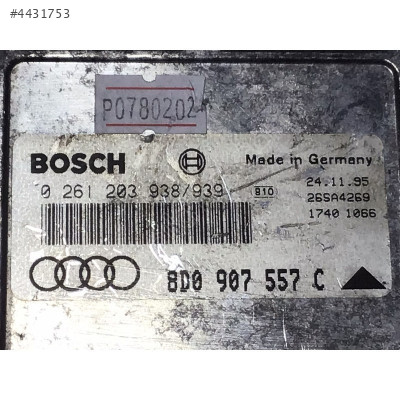 #4431753
P0780202
BOSCH Made in Germany
0 261 203 938/939 810 24.11.95
26SA4269
1740 1066
8D0 907 557 C